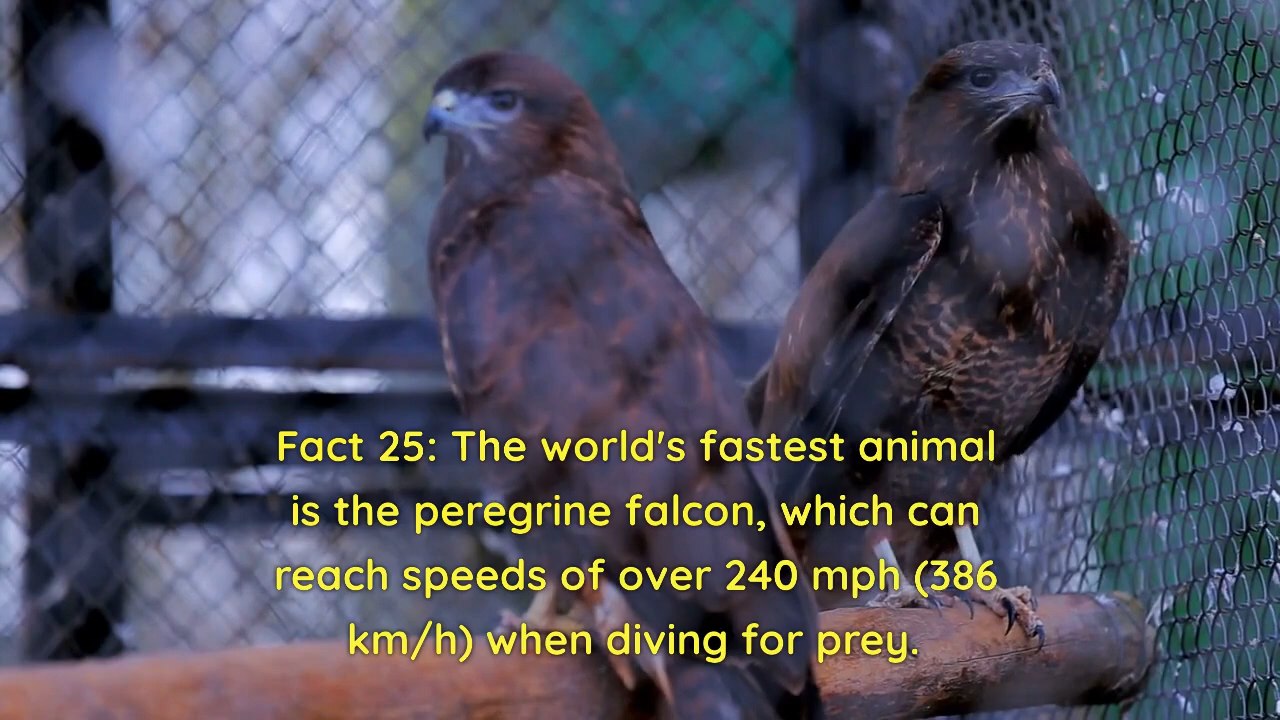 Fact 25: The world's fastest animal
is the peregrine falcon, which can
reach speeds of over 240 mph (386
km/h) when diving for prey.